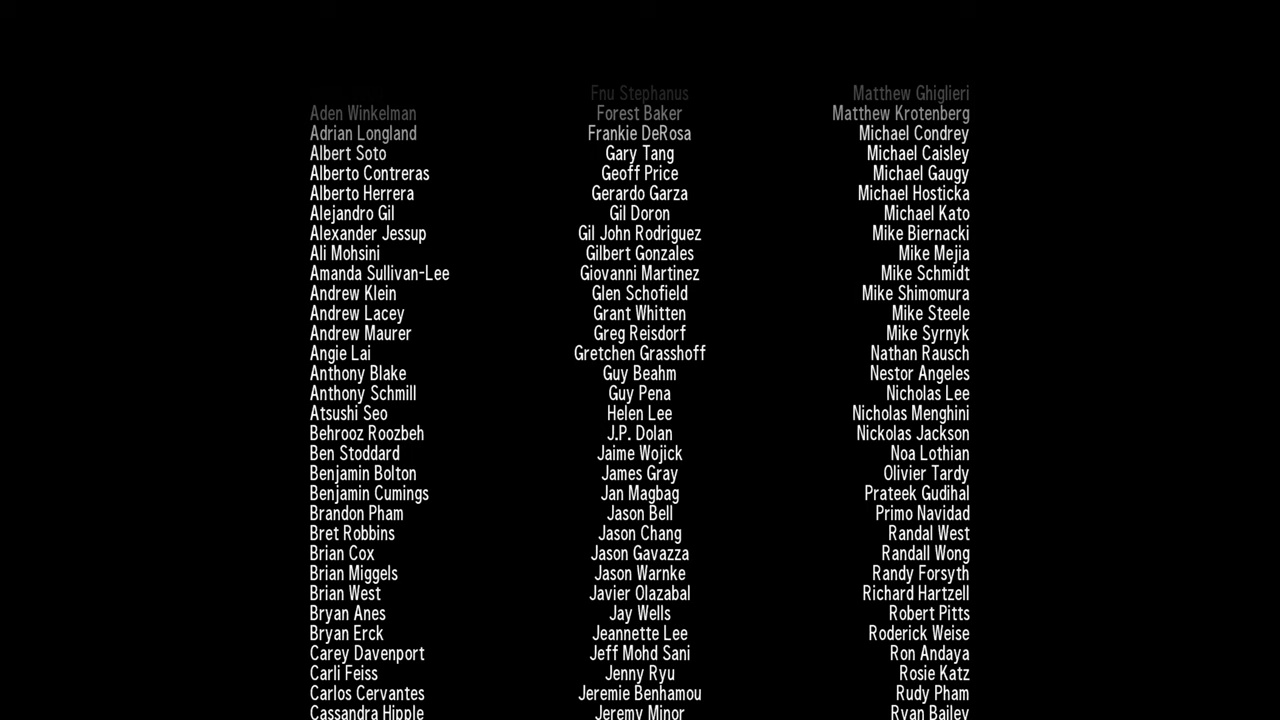 Fnu Stephanus Matthew Ghiglieri
Aden Winkelman Forest Baker Matthew Krotenberg
Adrian Longland Frankie DeRosa Michael Condrey
Albert Soto Gary Tang Michael Caisley
Alberto Contreras Geoff Price Michael Gaugy
Alberto Herrera Gerardo Garza Michael Hosticka
Alejandro Gil Gil Doron Michael Kato
Alexander Jessup Gil John Rodriguez Mike Biernacki
Ali Mohsini Gilbert Gonzales Mike Mejia
Amanda Sullivan-Lee Giovanni Martinez Mike Schmidt
Andrew Klein Glen Schofield Mike Shimomura
Andrew Lacey Grant Whitten Mike Steele
Andrew Maurer Greg Reisdorf Mike Syrnyk
Angie Lai Gretchen Grasshoff Nathan Rausch
Anthony Blake Guy Beahm Nestor Angeles
Anthony Schmill Guy Pena Nicholas Lee
Atsushi Seo Helen Lee Nicholas Menghini
Behrooz Roozbeh J.P. Dolan Nickolas Jackson
Ben Stoddard Jaime Wojick Noa Lothian
Benjamin Bolton James Gray Olivier Tardy
Benjamin Cumings Jan Magbag Prateek Gudihal
Brandon Pham Jason Bell Primo Navidad
Bret Robbins Jason Chang Randal West
Brian Cox Jason Gavazza Randall Wong
Brian Miggels Jason Warnke Randy Forsyth
Brian West Javier Olazabal Richard Hartzell
Bryan Anes Jay Wells Robert Pitts
Bryan Erck Jeannette Lee Roderick Weise
Carey Davenport Jeff Mohd Sani Ron Andaya
Carli Feiss Jenny Ryu Rosie Katz
Carlos Cervantes Jeremie Benhamou Rudy Pham
Cassandra Hipple Jeremy Minor Ryan Bailey